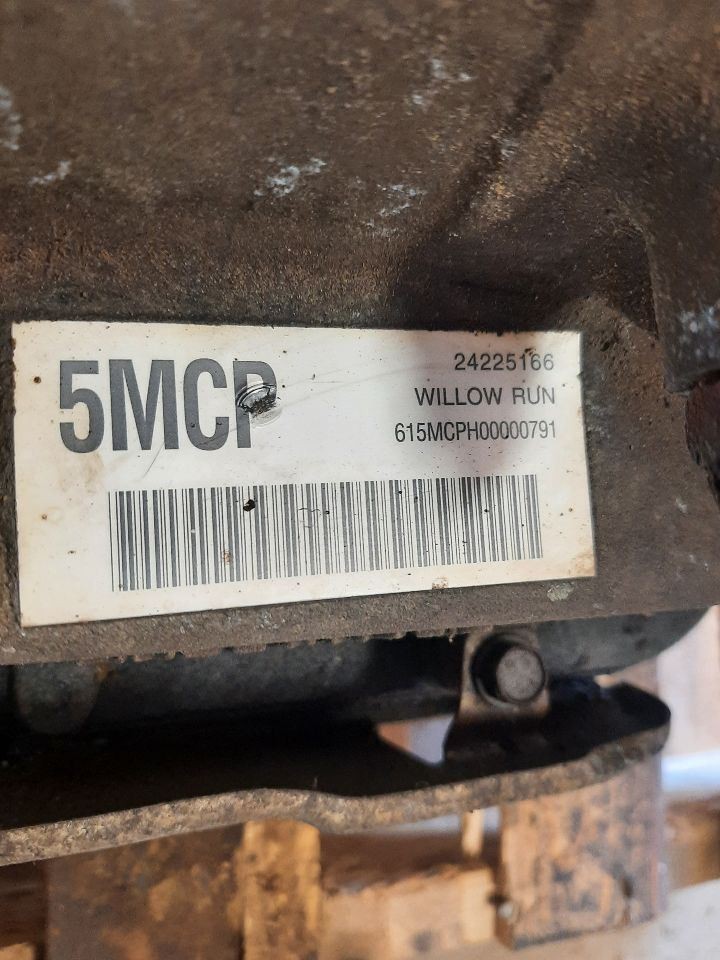 5MCP
24225166
WILLOW RUN
615MCPH00000791